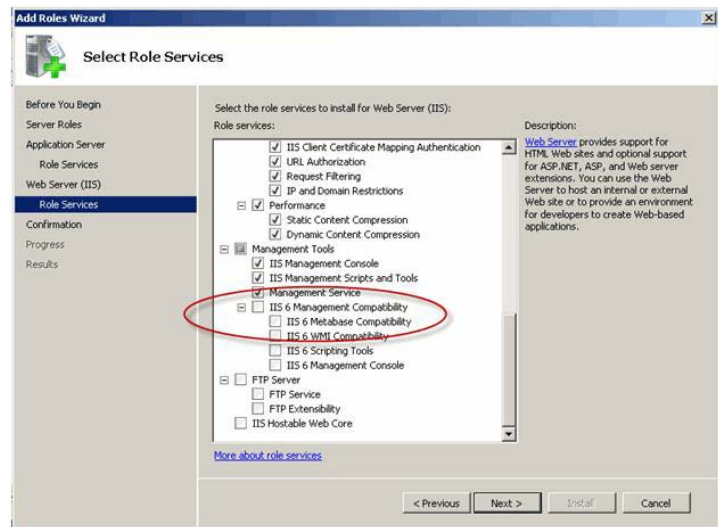 Add Roles Wizard
Select Role Services
Before You Begin
Server Roles
Application Server
Role Services
Web Server (IIS)
Role Services
Confirmation
Progress
Results
Select the role services to install for Web Server (IIS):
Role services:
IIS Client Certificate Mapping Authentication
URL Authorization
Request Filtering
IP and Domain Restrictions
Performance
Static Content Compression
Dynamic Content Compression
Management Tools
IIS Management Console
IIS Management Scripts and Tools
Management Service
IIS 6 Management Compatibility
IIS 6 Metabase Compatibility
IIS 6 WMI Compatibility
IIS 6 Scripting Tools
IIS 6 Management Console
FTP Server
FTP Service
FTP Extensibility
IIS Hostable Web Core
More about role services
Description:
Web Server provides support for
HTML Web sites and optional support
for ASP.NET, ASP, and Web server
extensions. You can use the Web
Server to host an internal or external
Web site or to provide an environment
for developers to create Web-based
applications.
< Previous
Next >
Install
Cancel